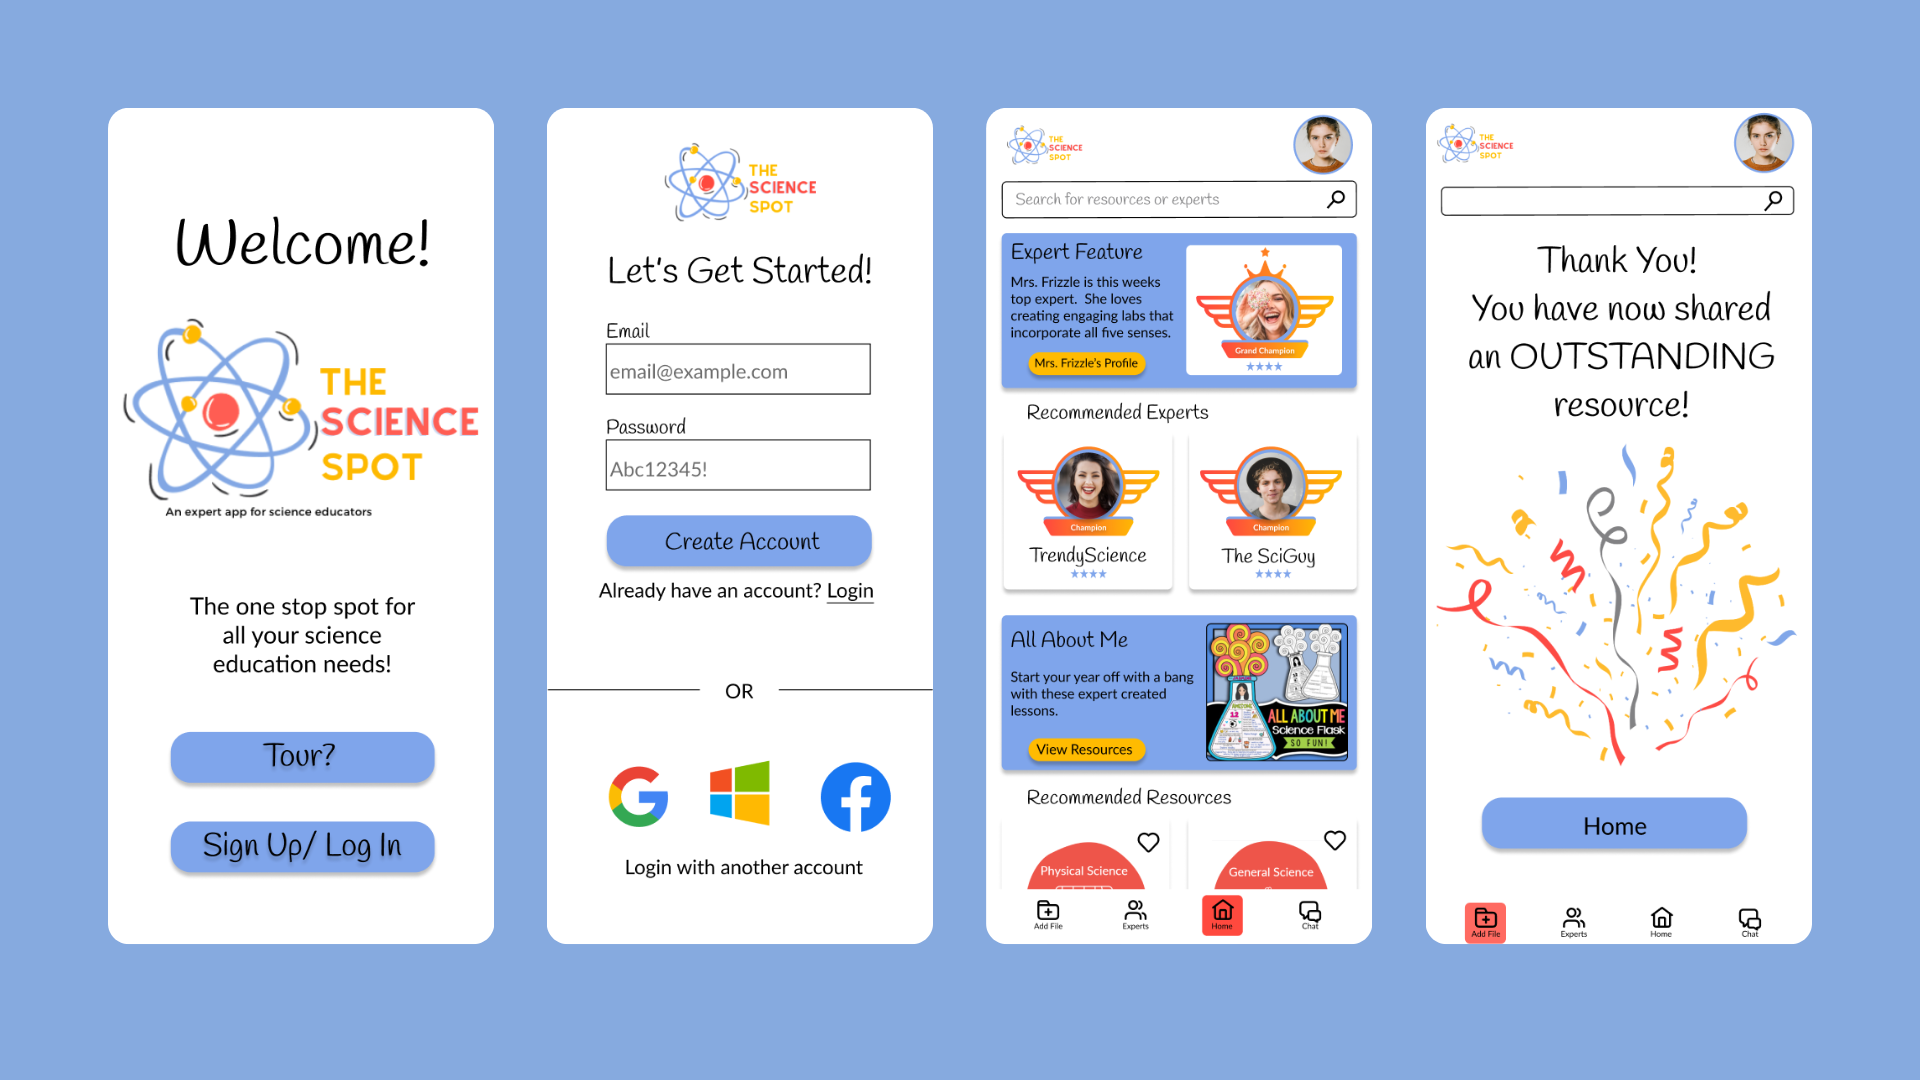 Welcome!
THE
SCIENCE
SPOT
An expert app for science educators
The one stop spot for
all your science
education needs!
Tour?
Sign Up/ Log In
THE
SCIENCE
SPOT
Let's Get Started!
Email
email@example.com
Password
Abc12345!
Create Account
Already have an account? Login
OR
Login with another account
THE
SCIENCE
SPOT
Search for resources or experts
Expert Feature
Mrs. Frizzle is this weeks
top expert. She loves
creating engaging labs that
incorporate all five senses.
Mrs. Frizzle's Profile
Grand Champion
Recommended Experts
Champion
TrendyScience
Champion
The SciGuy
All About Me
Start your year off with a bang
with these expert created
lessons.
View Resources
ALL ABOUT ME
Science Flask
SO FUN!
Recommended Resources
Physical Science
General Science
Add File
Experts
Home
Chat
THE
SCIENCE
SPOT
Thank You!
You have now shared
an OUTSTANDING
resource!
Home
Add File
Experts
Home
Chat